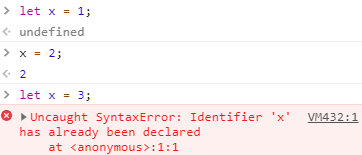 > let x = 1;
< undefined
> x = 2;
< 2
> let x = 3;
Uncaught SyntaxError: Identifier 'x' VM432:1
has already been declared
at <anonymous>:1:1